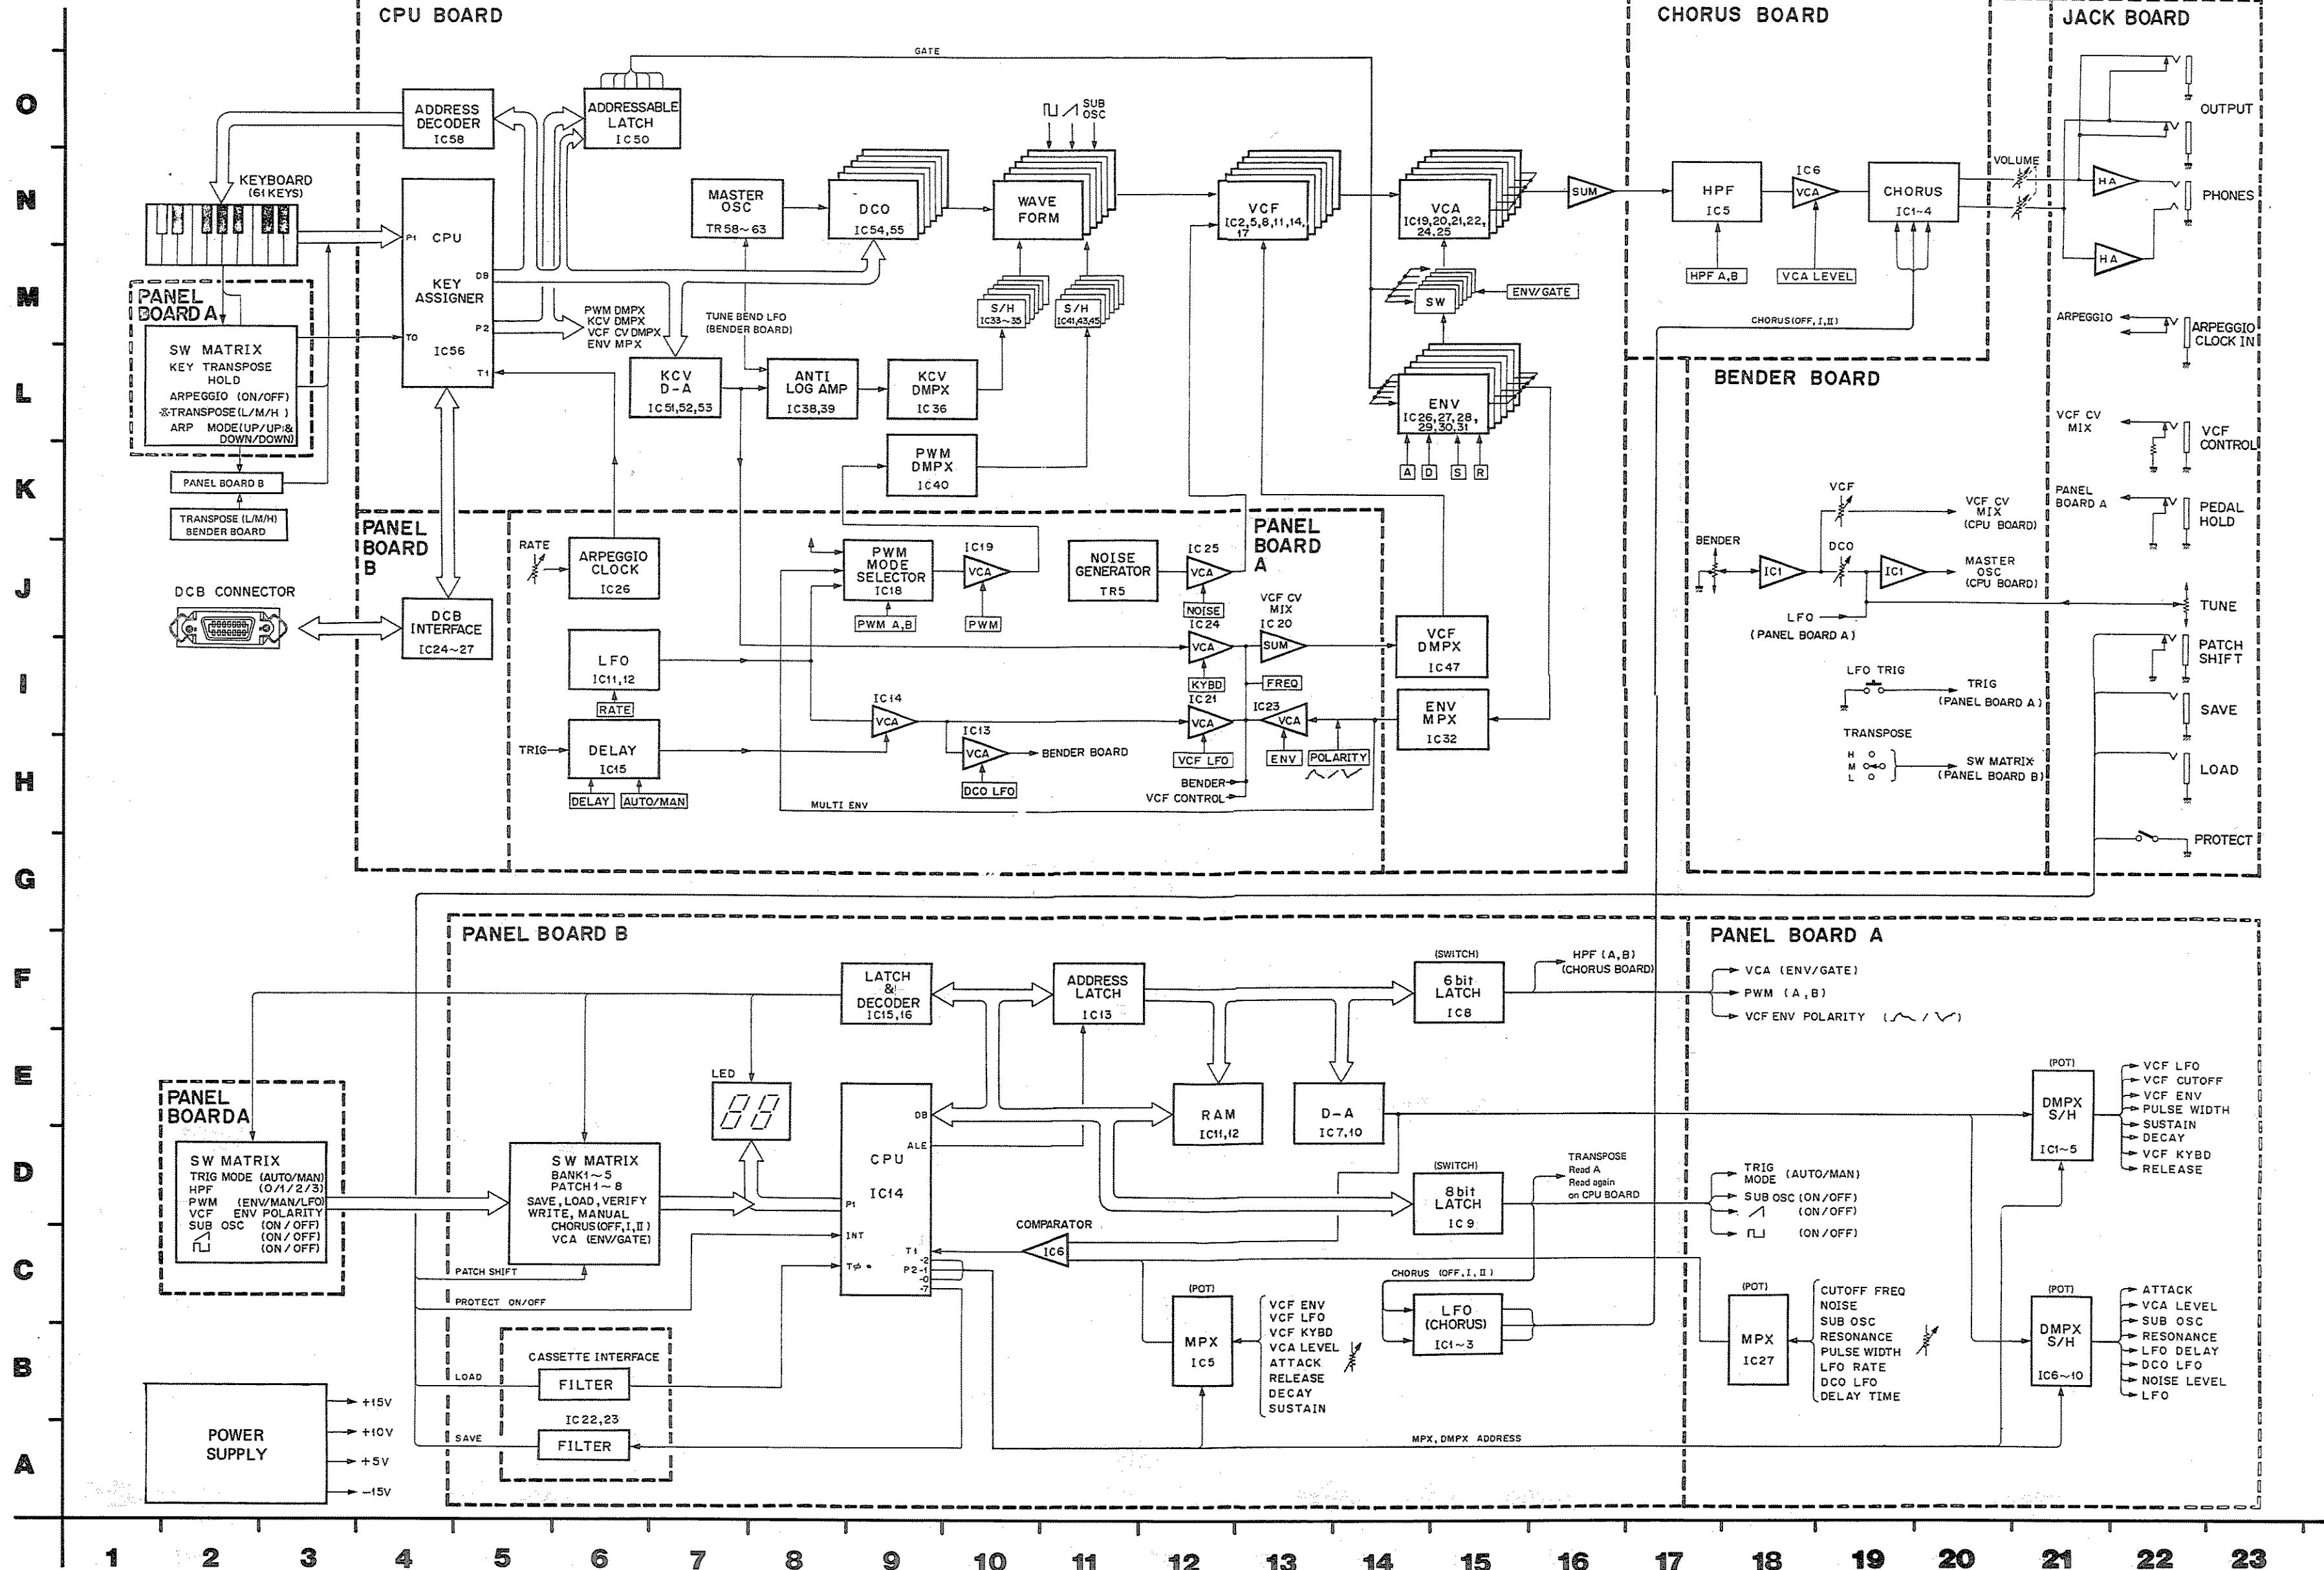 CPU BOARD
CHORUS BOARD
JACK BOARD
GATE
O
ADDRESS
DECODER
IC58
ADDRESSABLE
LATCH
IC50
SUB
OSC
OUTPUT
N
KEYBOARD
(61 KEYS)
P1
CPU
DB
KEY
ASSIGNER
P2
T0
IC56
T1
MASTER
OSC
TR58~63
DCO
IC54,55
WAVE
FORM
VCF
IC2,5,8,11,14,
17
VCA
IC19,20,21,22,
24,25
SUM
HPF
IC5
IC6
VCA
CHORUS
IC1~4
VOLUME
HA
HA
PHONES
HPF A,B
VCA LEVEL
M
PANEL
BOARD A
SW MATRIX
KEY TRANSPOSE
HOLD
ARPEGGIO (ON/OFF)
※TRANSPOSE(L/M/H)
ARP MODE(UP/UP&
DOWN/DOWN)
PWM DMPX
KCV DMPX
VCF CV DMPX
ENV MPX
TUNE BEND LFO
(BENDER BOARD)
S/H
IC33~35
S/H
IC41,43,45
SW
ENV/GATE
CHORUS(OFF,I,II)
ARPEGGIO
ARPEGGIO
CLOCK IN
L
KCV
D-A
IC51,52,53
ANTI
LOG AMP
IC38,39
KCV
DMPX
IC36
ENV
IC26,27,28,
29,30,31
A
D
S
R
BENDER BOARD
VCF CV
MIX
VCF
CONTROL
K
PANEL BOARD B
TRANSPOSE (L/M/H)
BENDER BOARD
PWM
DMPX
IC40
PANEL
BOARD
B
PANEL
BOARD
A
VCF
VCF CV
MIX
(CPU BOARD)
PANEL
BOARD A
PEDAL
HOLD
J
DCB CONNECTOR
DCB
INTERFACE
IC24~27
RATE
ARPEGGIO
CLOCK
IC26
PWM
MODE
SELECTOR
IC18
PWM A,B
IC19
VCA
PWM
NOISE
GENERATOR
TR5
IC25
VCA
NOISE
BENDER
IC1
DCO
IC1
MASTER
OSC
(CPU BOARD)
LFO
(PANEL BOARD A)
TUNE
I
LFO
IC11,12
RATE
IC24
VCA
KYBD
VCF CV
MIX
IC 20
SUM
FREQ
VCF
DMPX
IC47
PATCH
SHIFT
LFO TRIG
TRIG
(PANEL BOARD A)
SAVE
H
TRIG
DELAY
IC15
DELAY
AUTO/MAN
IC14
VCA
IC13
VCA
DCO LFO
BENDER BOARD
IC21
VCA
VCF LFO
IC23
VCA
ENV
POLARITY
ENV
MPX
IC32
BENDER
VCF CONTROL
MULTI ENV
TRANSPOSE
H
M
L
SW MATRIX
(PANEL BOARD B)
LOAD
PROTECT
G
PANEL BOARD B
PANEL BOARD A
F
LATCH
&
DECODER
IC15,16
ADDRESS
LATCH
IC13
(SWITCH)
6bit
LATCH
IC8
HPF (A,B)
(CHORUS BOARD)
VCA (ENV/GATE)
PWM (A,B)
VCF ENV POLARITY
E
LED
RAM
IC11,12
D-A
IC7,10
(POT)
DMPX
S/H
IC1~5
VCF LFO
VCF CUTOFF
VCF ENV
PULSE WIDTH
SUSTAIN
DECAY
VCF KYBD
RELEASE
D
PANEL
BOARD A
SW MATRIX
TRIG MODE (AUTO/MAN)
HPF (0/1/2/3)
PWM (ENV/MAN/LFO)
VCF ENV POLARITY
SUB OSC (ON/OFF)
(ON/OFF)
(ON/OFF)
SW MATRIX
BANK1~5
PATCH1~8
SAVE,LOAD,VERIFY
WRITE, MANUAL
CHORUS(OFF,I,II)
VCA (ENV/GATE)
DB
ALE
CPU
IC14
P1
INT
T1
TØ
P2-1
-2
-0
-7
(SWITCH)
8bit
LATCH
IC9
TRANSPOSE
Read A
Read again
on CPU BOARD
TRIG
MODE (AUTO/MAN)
SUB OSC (ON/OFF)
(ON/OFF)
(ON/OFF)
C
PATCH SHIFT
PROTECT ON/OFF
COMPARATOR
IC6
CHORUS (OFF,I,II)
LFO
(CHORUS)
IC1~3
B
CASSETTE INTERFACE
LOAD
FILTER
IC22,23
SAVE
FILTER
(POT)
MPX
IC5
VCF ENV
VCF LFO
VCF KYBD
VCA LEVEL
ATTACK
RELEASE
DECAY
SUSTAIN
(POT)
MPX
IC27
CUTOFF FREQ
NOISE
SUB OSC
RESONANCE
PULSE WIDTH
LFO RATE
DCO LFO
DELAY TIME
(POT)
DMPX
S/H
IC6~10
ATTACK
VCA LEVEL
SUB OSC
RESONANCE
LFO DELAY
DCO LFO
NOISE LEVEL
LFO
A
POWER
SUPPLY
+15V
+10V
+5V
-15V
MPX, DMPX ADDRESS
1 2 3 4 5 6 7 8 9 10 11 12 13 14 15 16 17 18 19 20 21 22 23